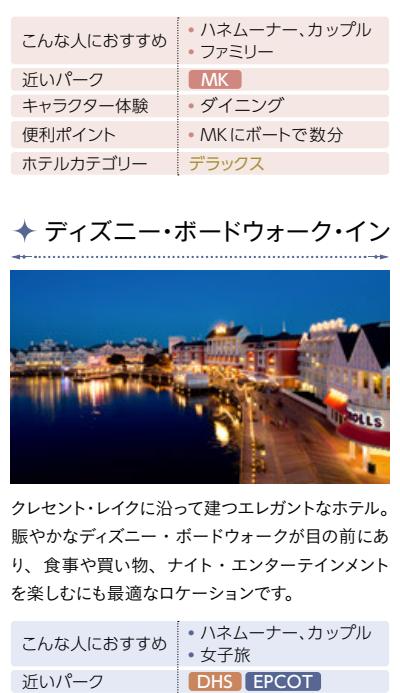 こんな人におすすめ
• ハネムーナー、カップル
• ファミリー
近いパーク MK
キャラクター体験 • ダイニング
便利ポイント • MKにボートで数分
ホテルカテゴリー デラックス
ディズニー・ボードウォーク・イン
OLLS
クレセント・レイクに沿って建つエレガントなホテル。
賑やかなディズニー・ボードウォークが目の前にあ
り、食事や買い物、ナイト・エンターテインメント
を楽しむにも最適なロケーションです。
こんな人におすすめ
• ハネムーナー、カップル
• 女子旅
近いパーク DHS EPCOT